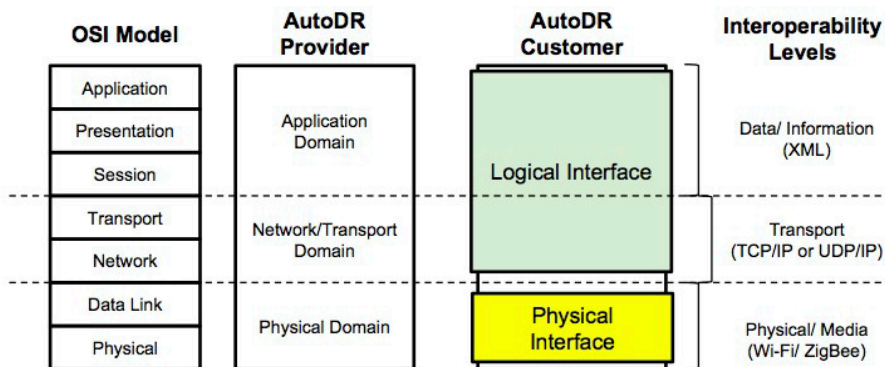 OSI Model
AutoDR
Provider
AutoDR
Customer
Interoperability
Levels
Application
Presentation
Session
Transport
Network
Data Link
Physical
Application
Domain
Network/Transport
Domain
Physical Domain
Logical Interface
Physical
Interface
Data/ Information
(XML)
Transport
(TCP/IP or UDP/IP)
Physical/ Media
(Wi-Fi/ ZigBee)